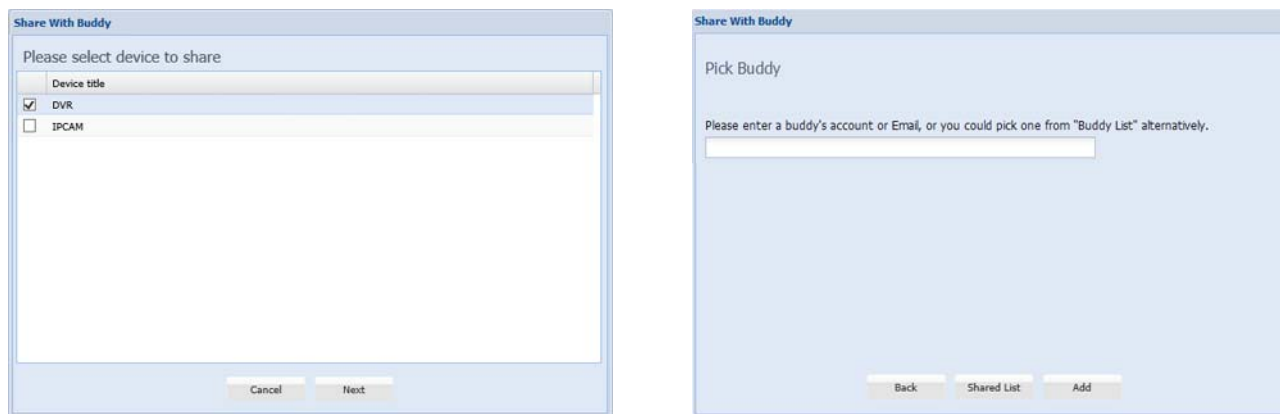 Share With Buddy
Please select device to share
Device title
DVR
IPCAM
Cancel Next
Share With Buddy
Pick Buddy
Please enter a buddy's account or Email, or you could pick one from "Buddy List" alternatively.
Back Shared List Add